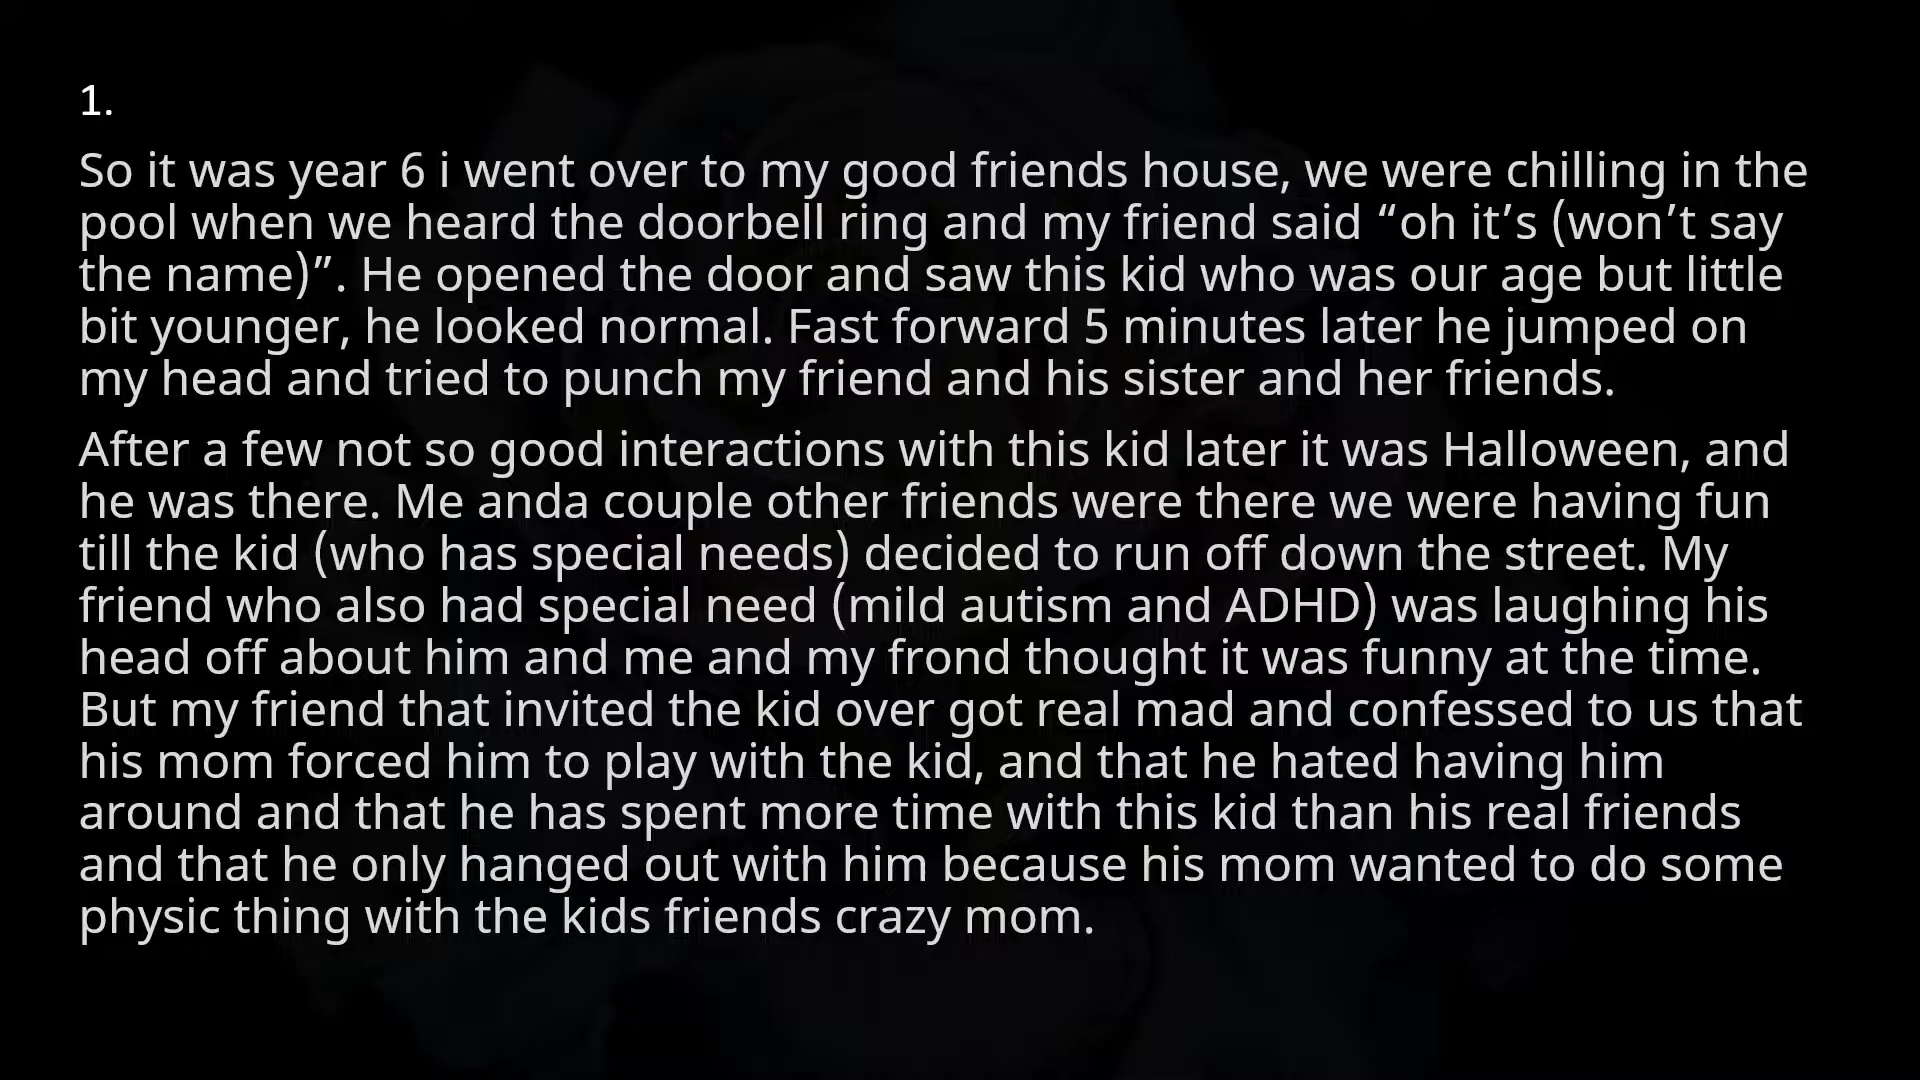 1.
So it was year 6 i went over to my good friends house, we were chilling in the
pool when we heard the doorbell ring and my friend said “oh it’s (won’t say
the name)”. He opened the door and saw this kid who was our age but little
bit younger, he looked normal. Fast forward 5 minutes later he jumped on
my head and tried to punch my friend and his sister and her friends.
After a few not so good interactions with this kid later it was Halloween, and
he was there. Me anda couple other friends were there we were having fun
till the kid (who has special needs) decided to run off down the street. My
friend who also had special need (mild autism and ADHD) was laughing his
head off about him and me and my frond thought it was funny at the time.
But my friend that invited the kid over got real mad and confessed to us that
his mom forced him to play with the kid, and that he hated having him
around and that he has spent more time with this kid than his real friends
and that he only hanged out with him because his mom wanted to do some
physic thing with the kids friends crazy mom.